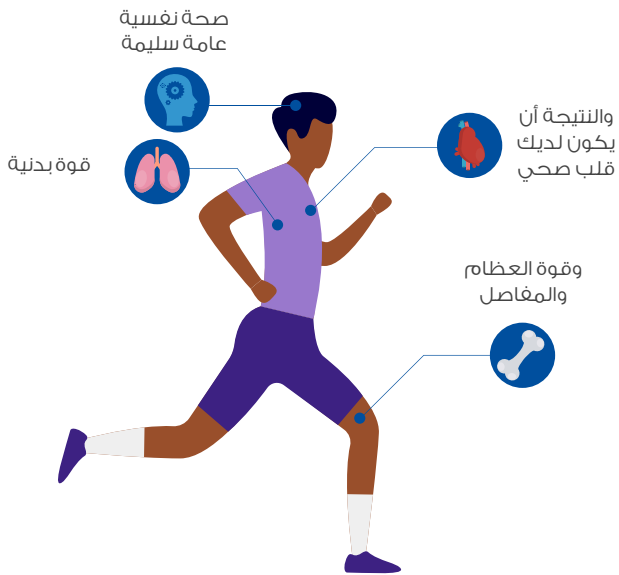 صحة نفسية
عامة سليمة
والنتيجة أن
يكون لديك
قلب صحي
قوة بدنية
وقوة العظام
والمفاصل